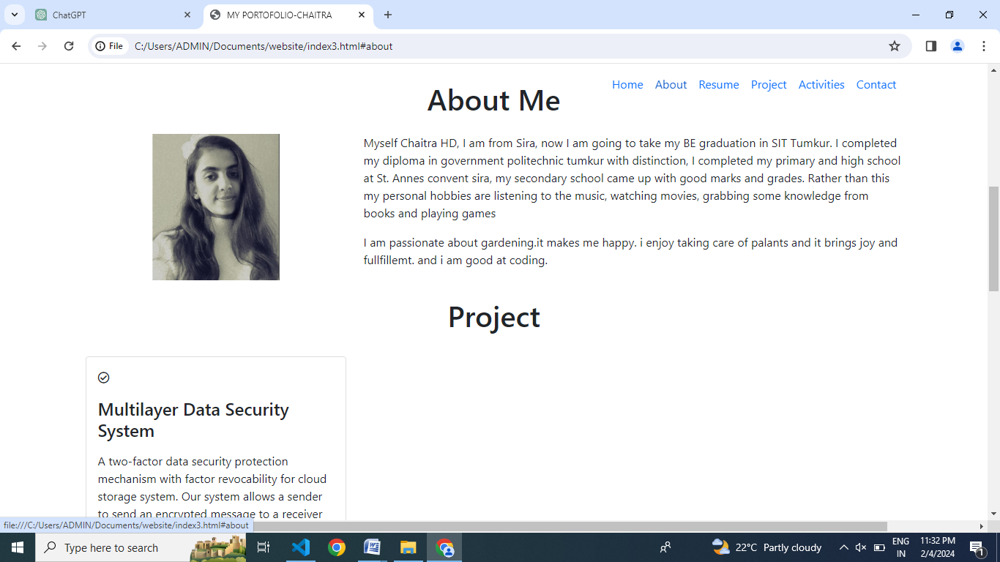 ChatGPT
MY PORTOFOLIO-CHAITRA
File
C:/Users/ADMIN/Documents/website/index3.html#about
Home About Resume Project Activities Contact
About Me
Myself Chaitra HD, I am from Sira, now I am going to take my BE graduation in SIT Tumkur. I completed
my diploma in government politechnic tumkur with distinction, I completed my primary and high school
at St. Annes convent sira, my secondary school came up with good marks and grades. Rather than this
my personal hobbies are listening to the music, watching movies, grabbing some knowledge from
books and playing games
I am passionate about gardening.it makes me happy. i enjoy taking care of palants and it brings joy and
fullfillemt. and i am good at coding.
Project
Multilayer Data Security
System
A two-factor data security protection
mechanism with factor revocability for cloud
storage system. Our system allows a sender
to send an encrypted message to a receiver
file:///C:/Users/ADMIN/Documents/website/index3.html#about
Type here to search
22°C Partly cloudy
ENG
IN
11:32 PM
2/4/2024
1